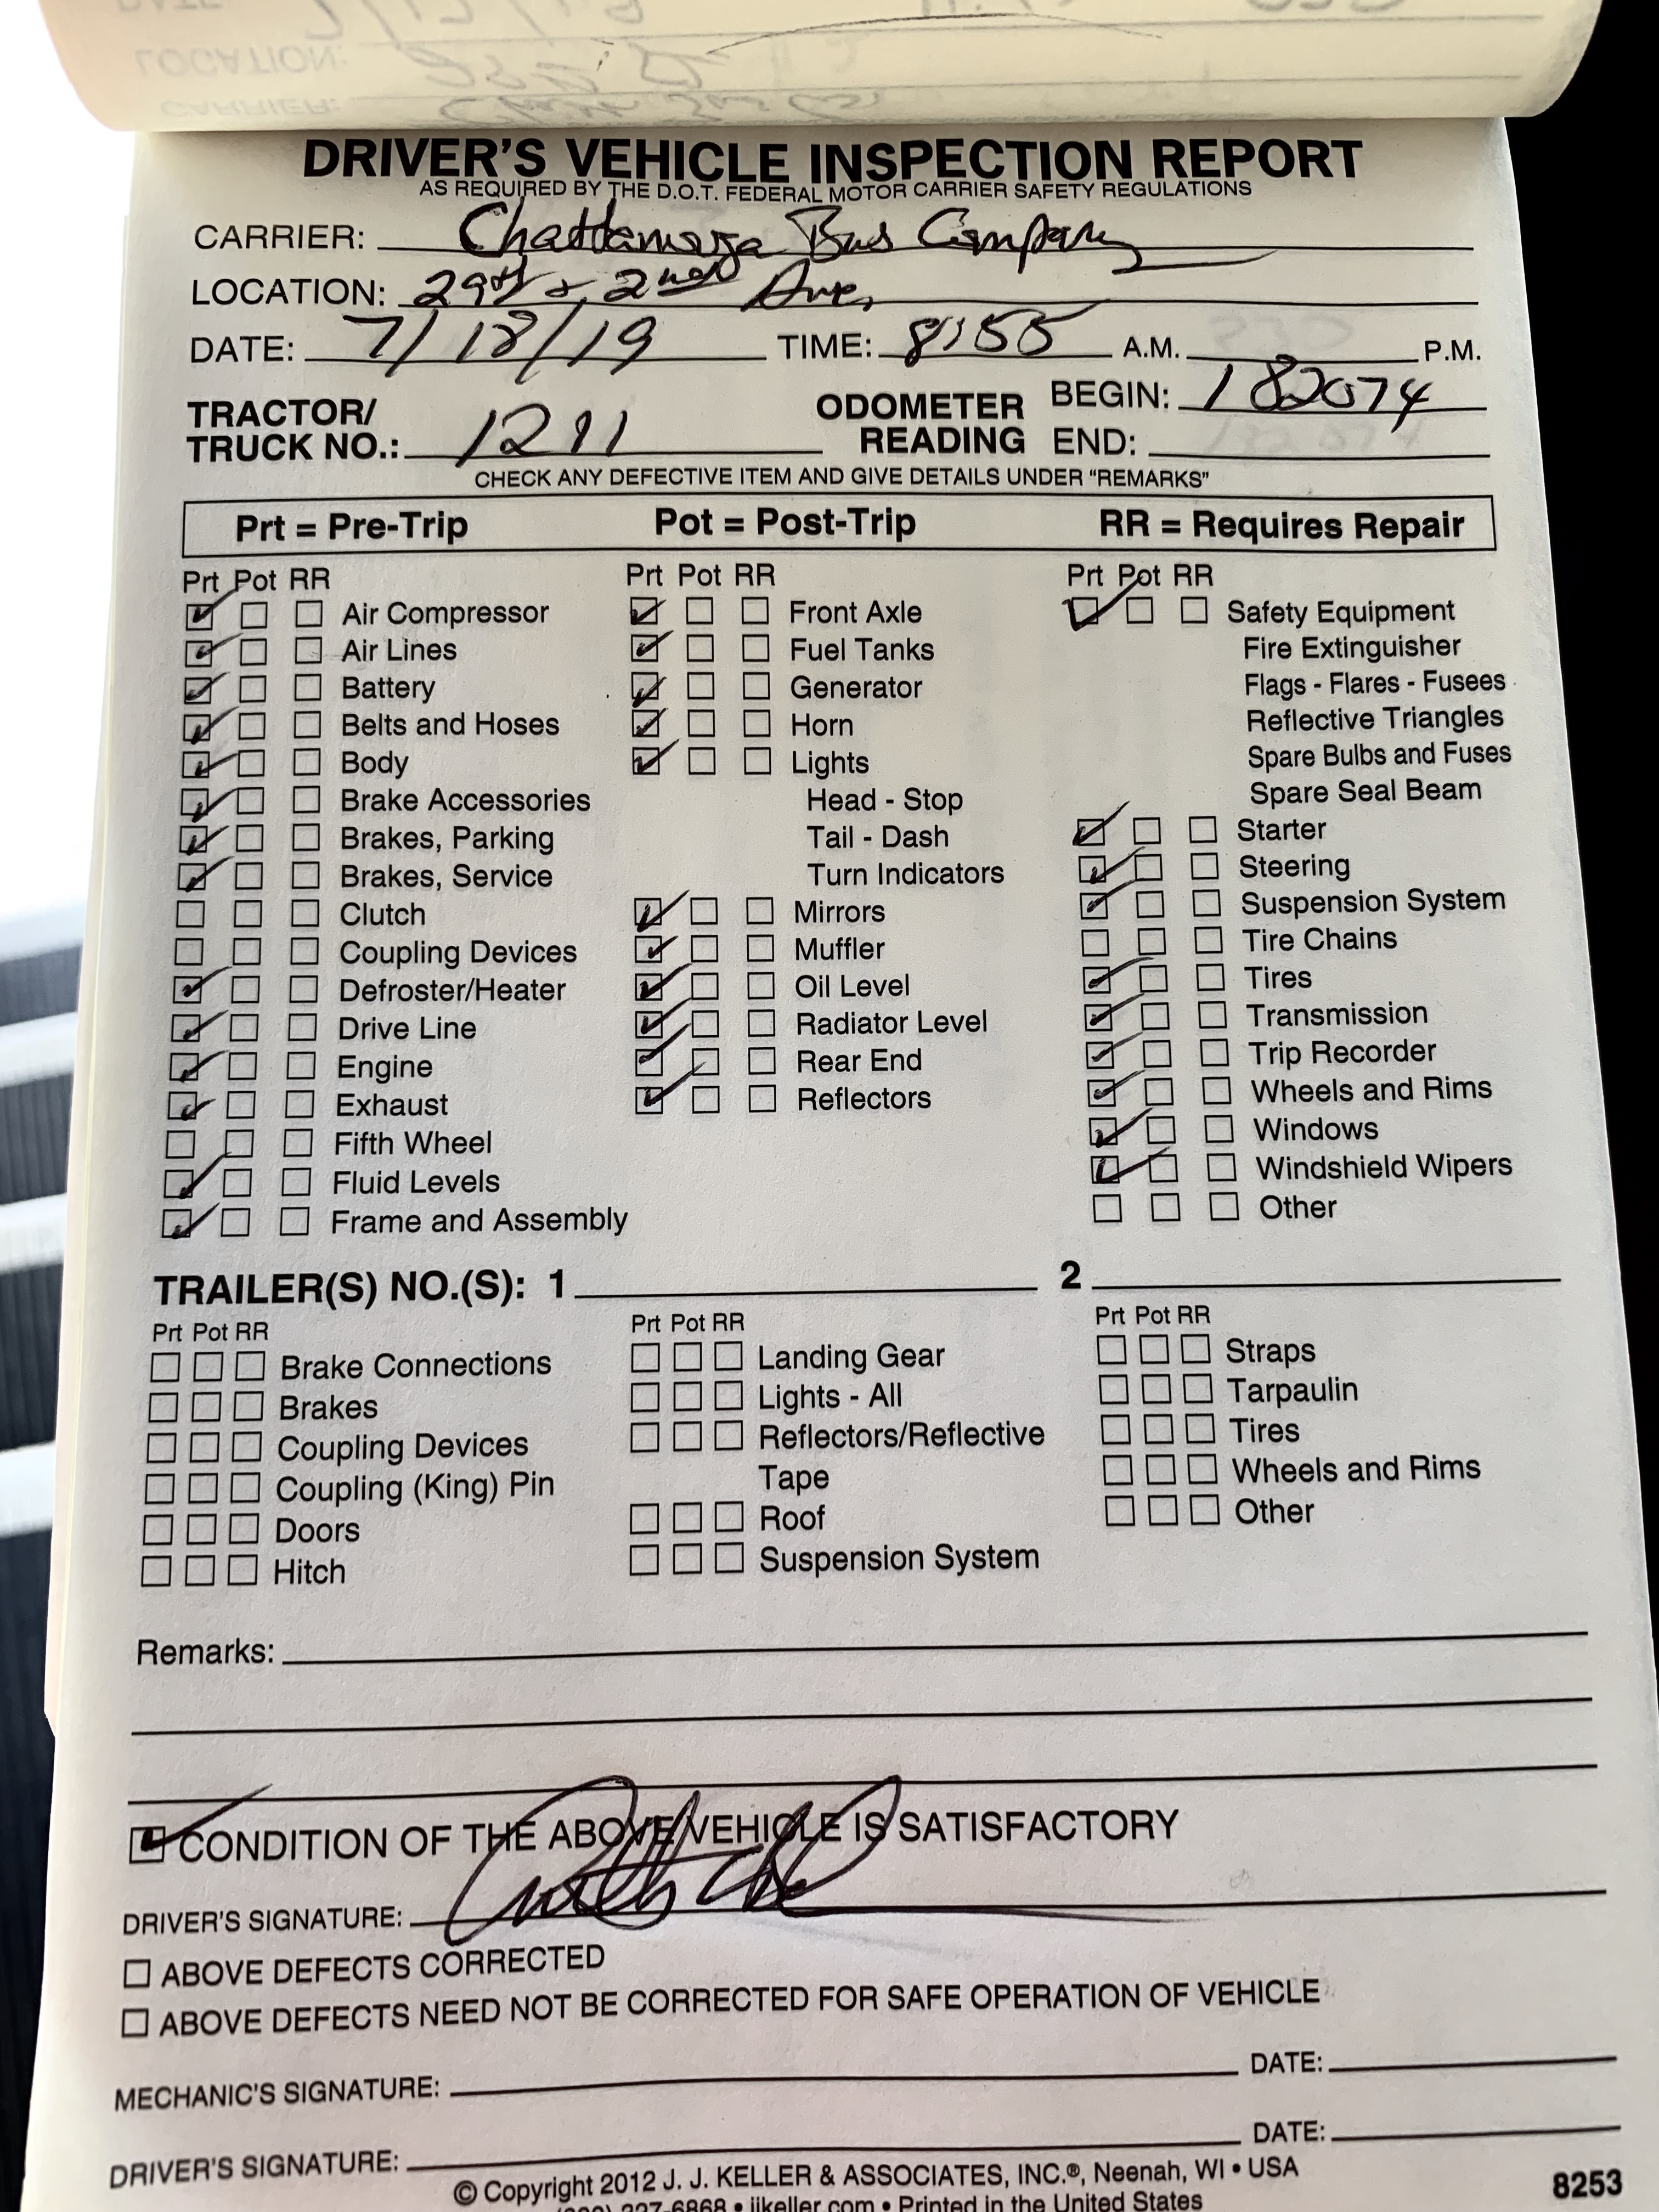 DATE:
LOCATION:
CARRIER:
DRIVER'S VEHICLE INSPECTION REPORT
AS REQUIRED BY THE D.O.T. FEDERAL MOTOR CARRIER SAFETY REGULATIONS
CARRIER: Chattanooga Bus Company
LOCATION: 29th & 2nd Ave,
DATE: 7/18/19 TIME: 8:55 A.M. P.M.
TRACTOR/ TRUCK NO.: 1211 ODOMETER READING BEGIN: 182074
END:
CHECK ANY DEFECTIVE ITEM AND GIVE DETAILS UNDER "REMARKS"
Prt = Pre-Trip Pot = Post-Trip RR = Requires Repair
Prt Pot RR
Air Compressor
Air Lines
Battery
Belts and Hoses
Body
Brake Accessories
Brakes, Parking
Brakes, Service
Clutch
Coupling Devices
Defroster/Heater
Drive Line
Engine
Exhaust
Fifth Wheel
Fluid Levels
Frame and Assembly
Prt Pot RR
Front Axle
Fuel Tanks
Generator
Horn
Lights
Head - Stop
Tail - Dash
Turn Indicators
Mirrors
Muffler
Oil Level
Radiator Level
Rear End
Reflectors
Prt Pot RR
Safety Equipment
Fire Extinguisher
Flags - Flares - Fusees
Reflective Triangles
Spare Bulbs and Fuses
Spare Seal Beam
Starter
Steering
Suspension System
Tire Chains
Tires
Transmission
Trip Recorder
Wheels and Rims
Windows
Windshield Wipers
Other
TRAILER(S) NO.(S): 1 2
Prt Pot RR
Brake Connections
Brakes
Coupling Devices
Coupling (King) Pin
Doors
Hitch
Prt Pot RR
Landing Gear
Lights - All
Reflectors/Reflective
Tape
Roof
Suspension System
Prt Pot RR
Straps
Tarpaulin
Tires
Wheels and Rims
Other
Remarks:
CONDITION OF THE ABOVE VEHICLE IS SATISFACTORY
DRIVER'S SIGNATURE:
ABOVE DEFECTS CORRECTED
ABOVE DEFECTS NEED NOT BE CORRECTED FOR SAFE OPERATION OF VEHICLE
MECHANIC'S SIGNATURE: DATE:
DRIVER'S SIGNATURE: DATE:
© Copyright 2012 J. J. KELLER & ASSOCIATES, INC.®, Neenah, WI • USA
227-6868 • jjkeller.com • Printed in the United States
8253